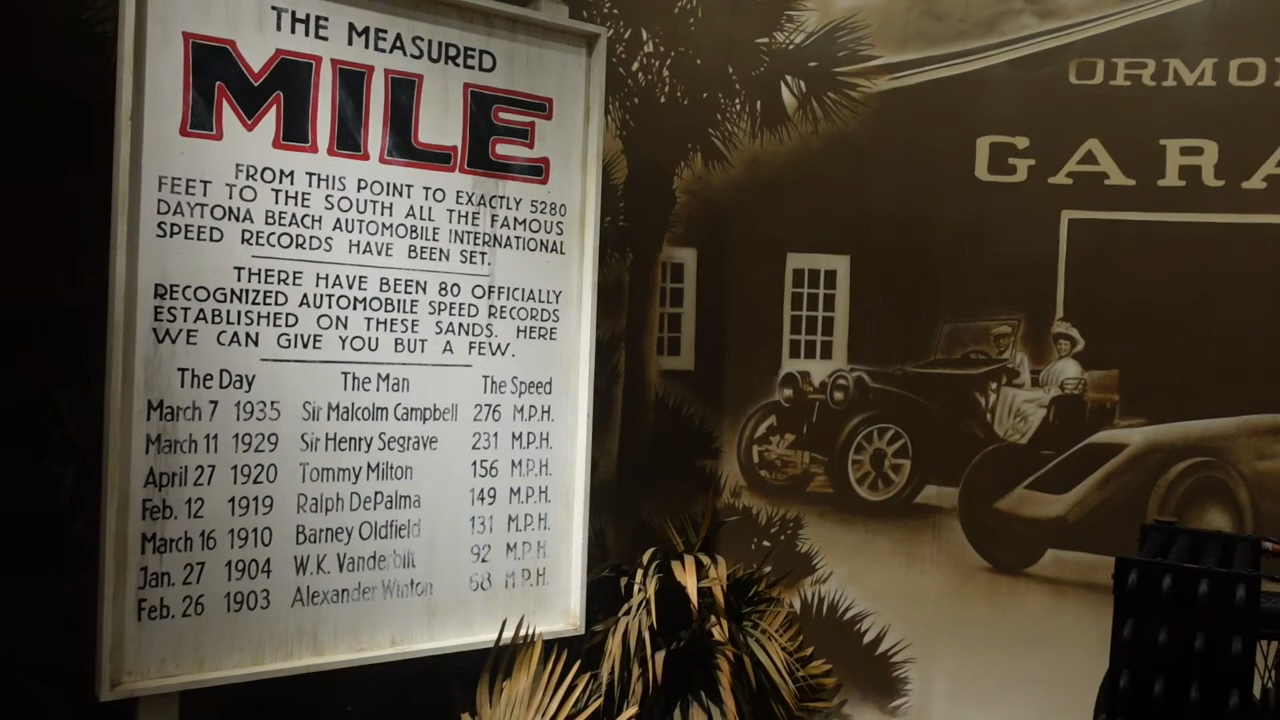 THE MEASURED
MILE
FROM THIS POINT TO EXACTLY 5280
FEET TO THE SOUTH ALL THE FAMOUS
DAYTONA BEACH AUTOMOBILE INTERNATIONAL
SPEED RECORDS HAVE BEEN SET.
THERE HAVE BEEN 80 OFFICIALLY
RECOGNIZED AUTOMOBILE SPEED RECORDS
ESTABLISHED ON THESE SANDS. HERE
WE CAN GIVE YOU BUT A FEW.
The Day The Man The Speed
March 7 1935 Sir Malcolm Campbell 276 M.P.H.
March 11 1929 Sir Henry Segrave 231 M.P.H.
April 27 1920 Tommy Milton 156 M.P.H.
Feb. 12 1919 Ralph DePalma 149 M.P.H.
March 16 1910 Barney Oldfield 131 M.P.H.
Jan. 27 1904 W.K. Vanderbilt 92 M.P.H.
Feb. 26 1903 Alexander Winton 68 M.P.H.
ORMO
GARA